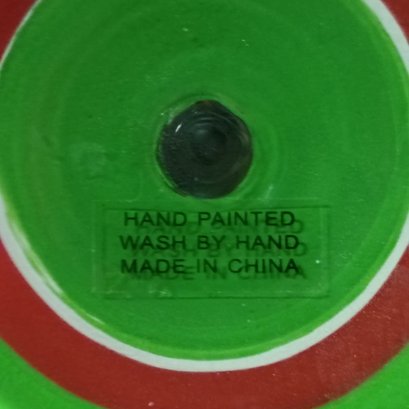 HAND PAINTED
WASH BY HAND
MADE IN CHINA